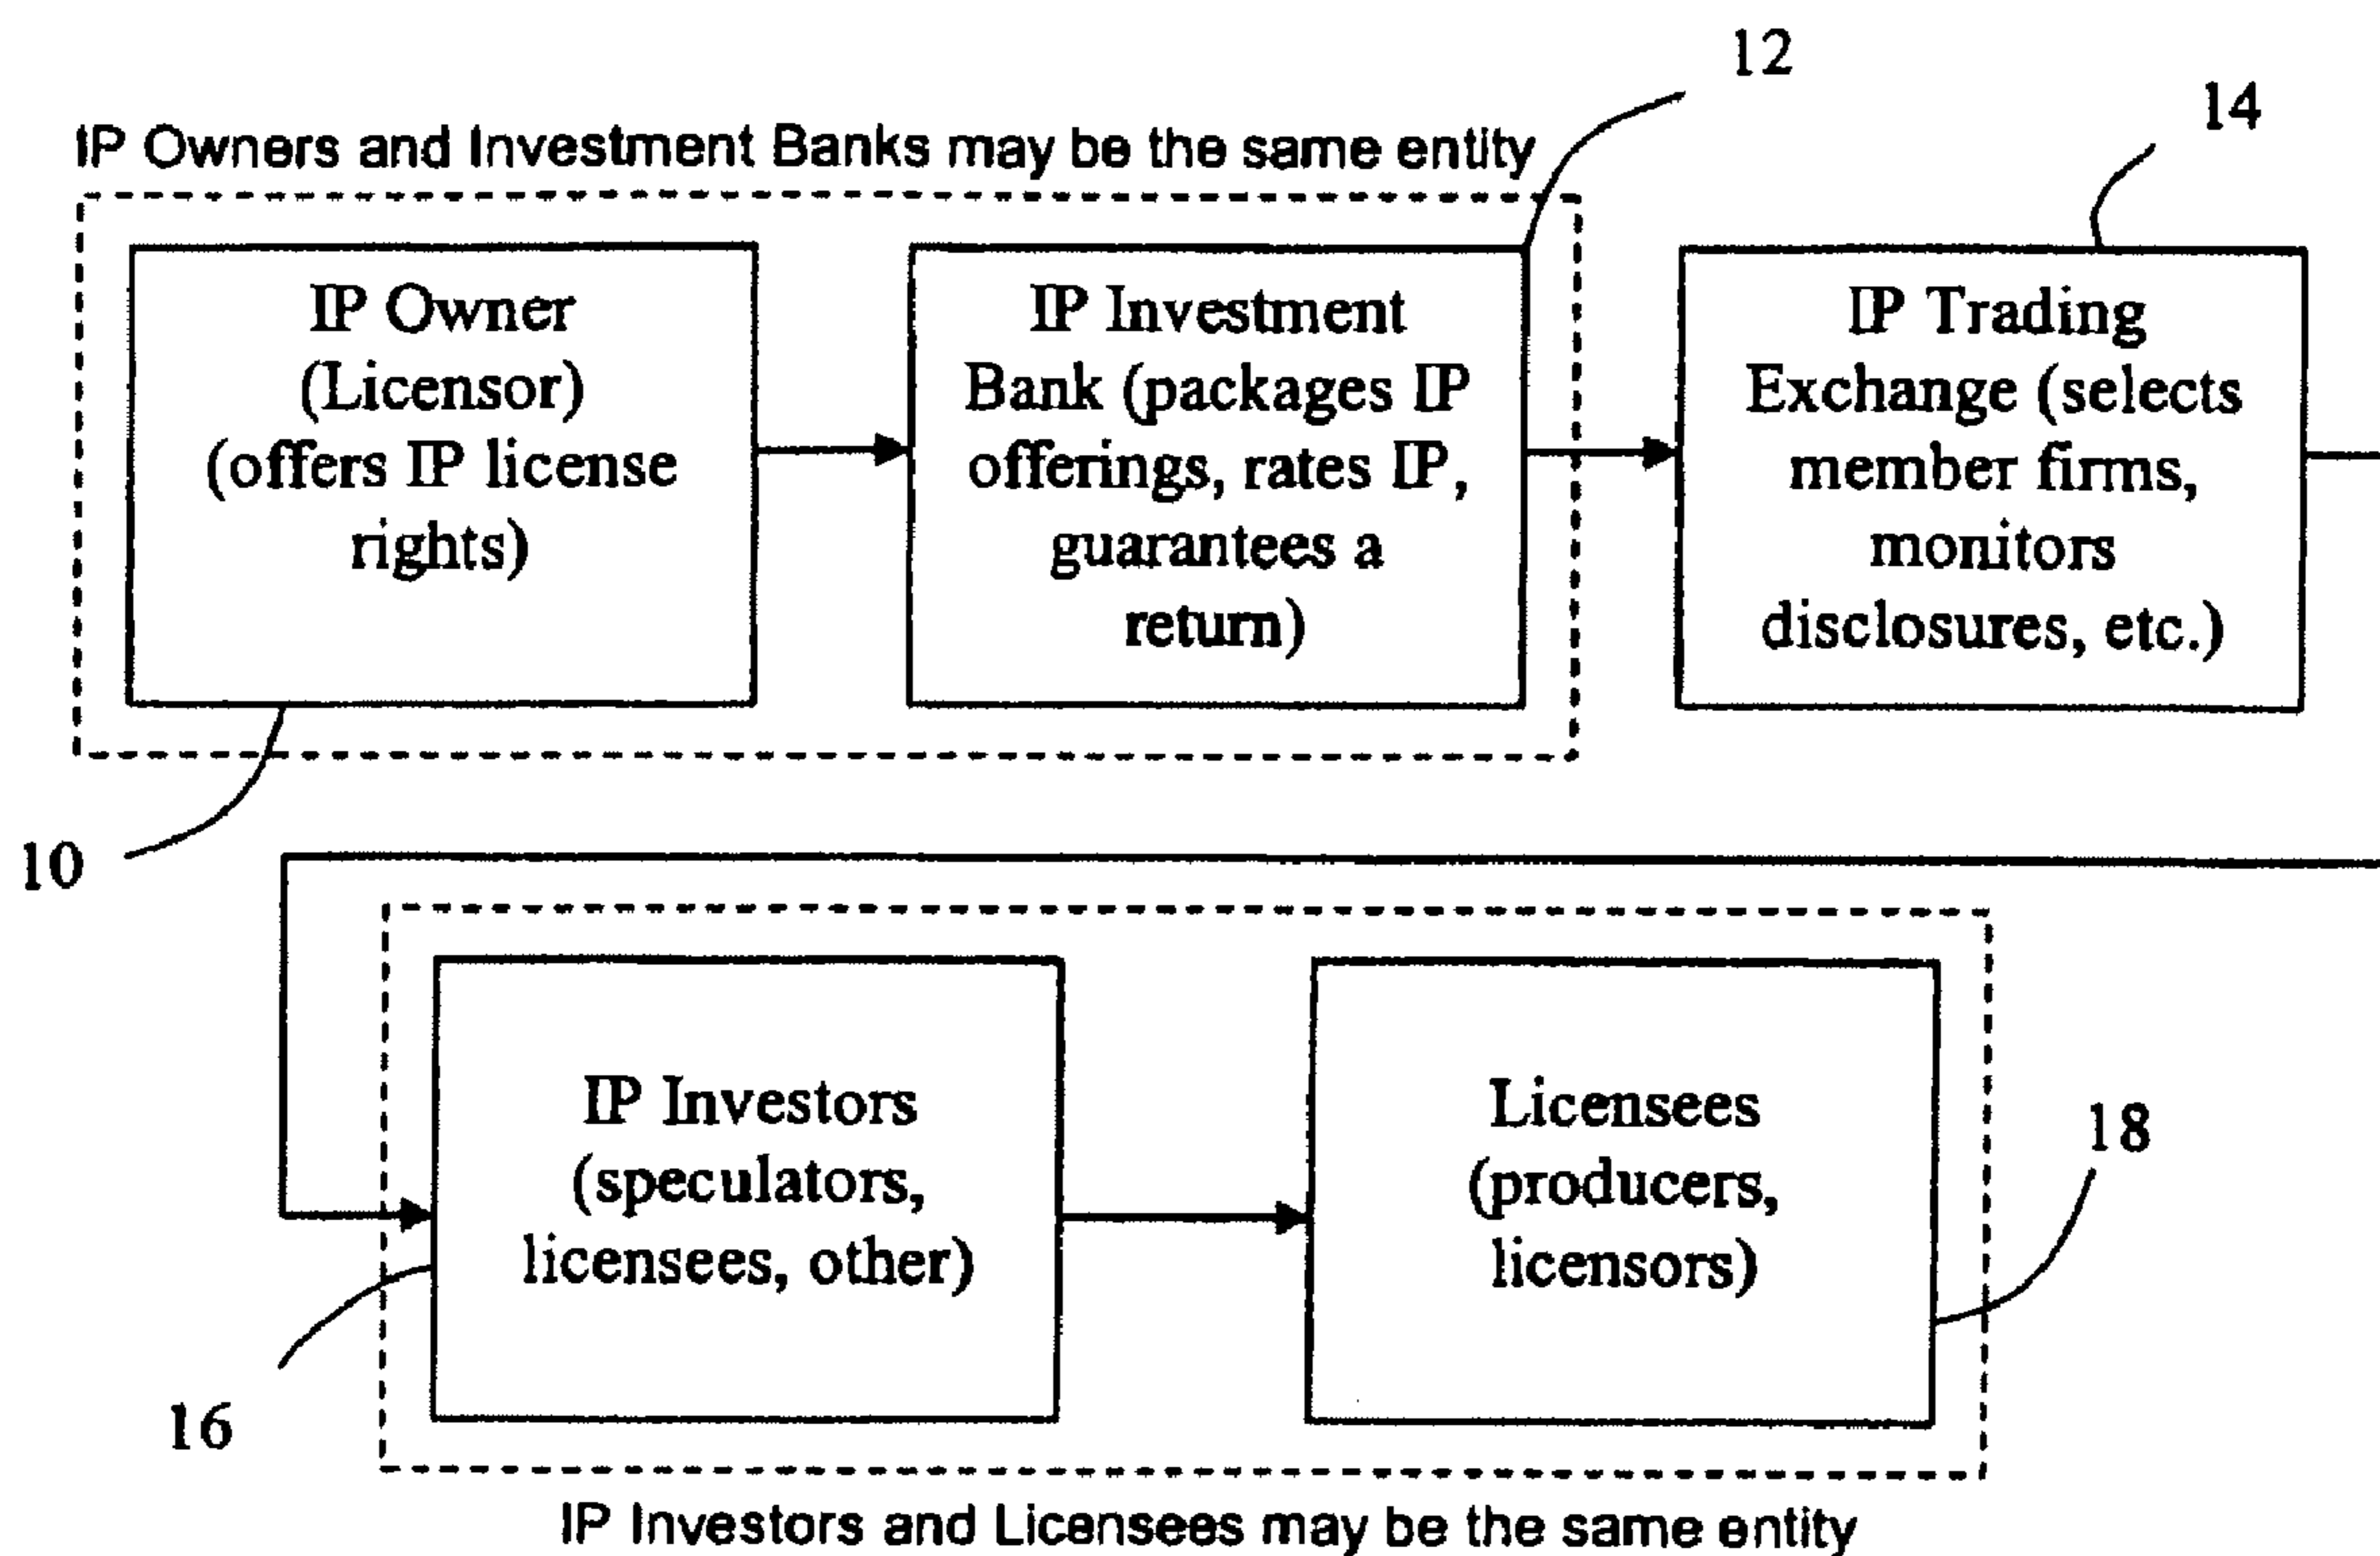 12
14
IP Owners and Investment Banks may be the same entity
IP Owner
(Licensor)
(offers IP license
rights)
IP Investment
Bank (packages IP
offerings, rates IP,
guarantees a
return)
IP Trading
Exchange (selects
member firms,
monitors
disclosures, etc.)
10
IP Investors
(speculators,
licensees, other)
Licensees
(producers,
licensors)
18
16
IP Investors and Licensees may be the same entity